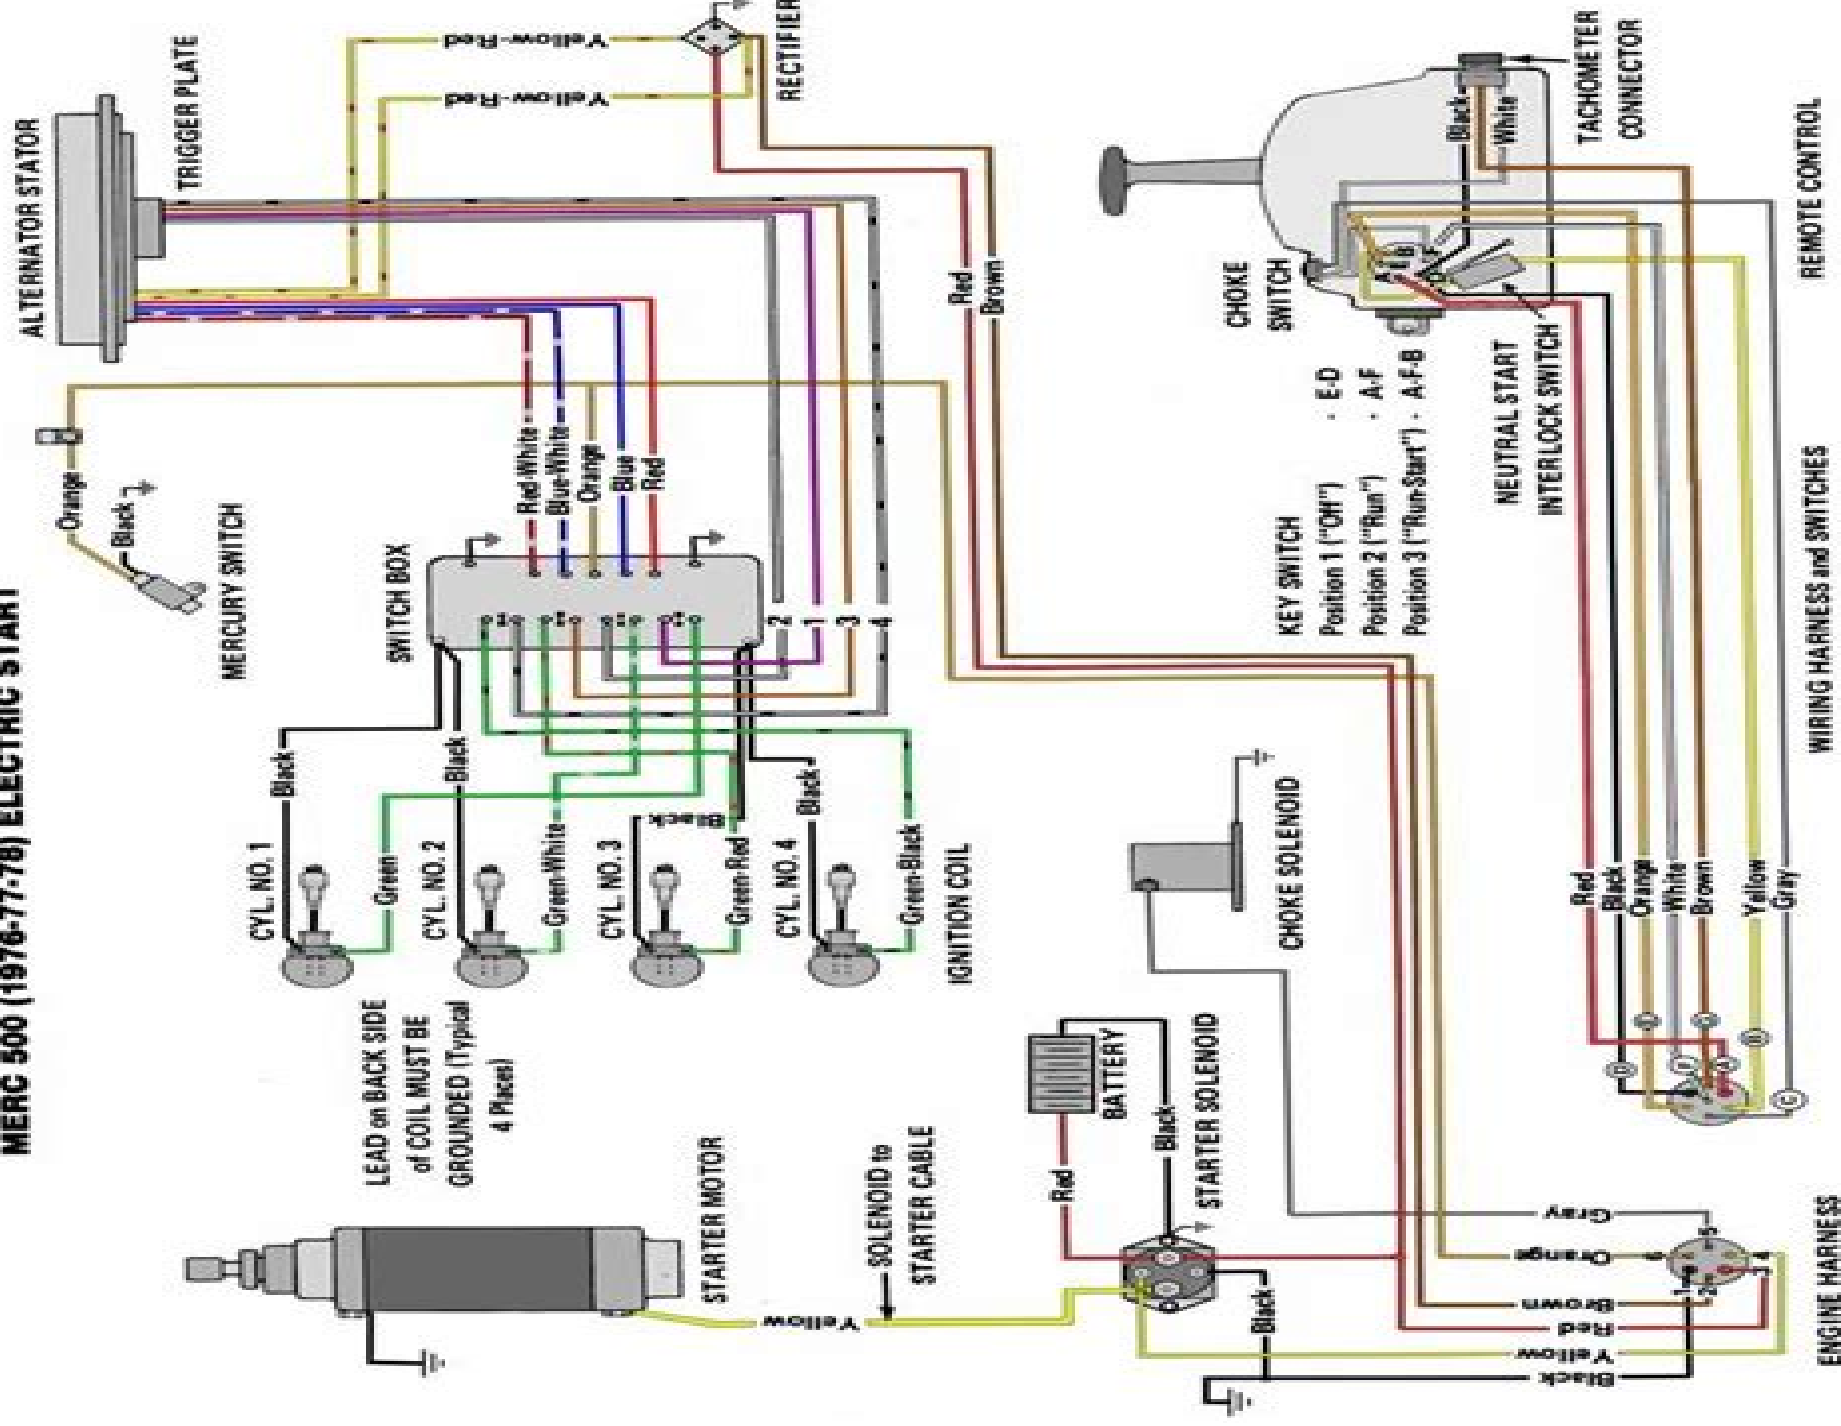 MERC 500 (1976-77-78) ELECTRIC START
ALTERNATOR STATOR
TRIGGER PLATE
Yellow-Red
Yellow-Red
RECTIFIER
Orange
Black
MERCURY SWITCH
SWITCH BOX
Red-White
Blue-White
Orange
Blue
Red
2
1
3
4
Red
Brown
Black
Black
Black
Black
CYL. NO. 1
Green
CYL. NO. 2
Green-White
CYL. NO. 3
Green-Red
CYL. NO. 4
Green-Black
IGNITION COIL
LEAD on BACK SIDE
of COIL MUST BE
GROUNDED (Typical
4 Places)
STARTER MOTOR
Yellow
SOLENOID to
STARTER CABLE
Red
BATTERY
Black
STARTER SOLENOID
Black
CHOKE SOLENOID
Black
White
TACHOMETER
CONNECTOR
REMOTE CONTROL
CHOKE
SWITCH
A
E
B
F
NEUTRAL START
INTERLOCK SWITCH
KEY SWITCH
Position 1 ("Off") - E-D
Position 2 ("Run") - A-F
Position 3 ("Run-Start") - A-F-B
WIRING HARNESS and SWITCHES
Red
Black
Orange
White
Brown
Yellow
Gray
D
F
A
B
C
Gray
Orange
Brown
Red
Yellow
Black
5
6
4
3
1
2
ENGINE HARNESS